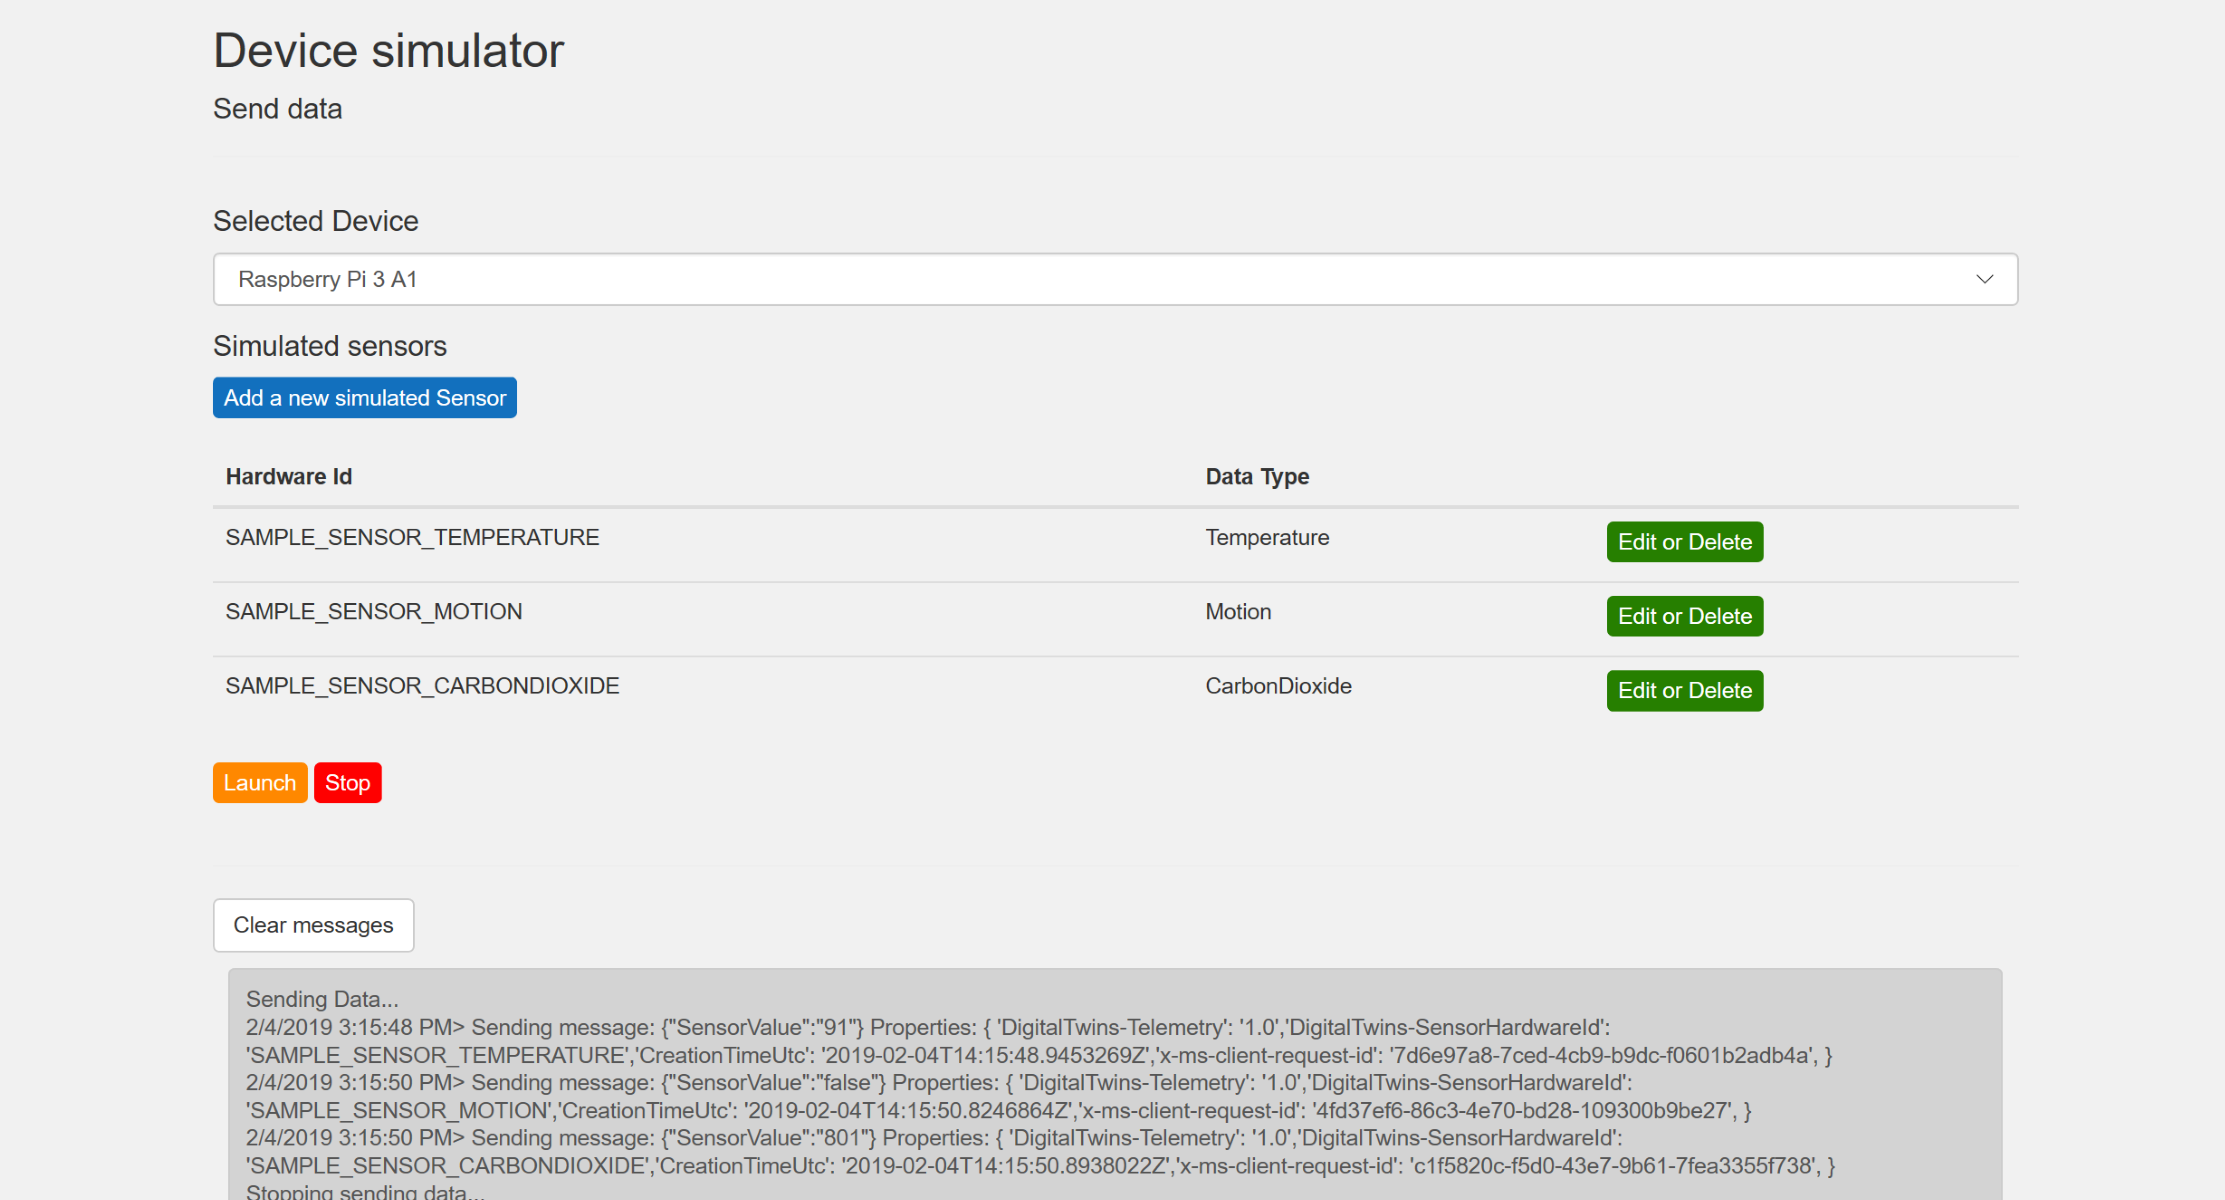 Device simulator
Send data
Selected Device
Raspberry Pi 3 A1
Simulated sensors
Add a new simulated Sensor
Hardware Id Data Type
SAMPLE_SENSOR_TEMPERATURE Temperature Edit or Delete
SAMPLE_SENSOR_MOTION Motion Edit or Delete
SAMPLE_SENSOR_CARBONDIOXIDE CarbonDioxide Edit or Delete
Launch Stop
Clear messages
Sending Data...
2/4/2019 3:15:48 PM> Sending message: {"SensorValue":"91"} Properties: { 'DigitalTwins-Telemetry': '1.0','DigitalTwins-SensorHardwareId':
'SAMPLE_SENSOR_TEMPERATURE','CreationTimeUtc': '2019-02-04T14:15:48.9453269Z','x-ms-client-request-id': '7d6e97a8-7ced-4cb9-b9dc-f0601b2adb4a', }
2/4/2019 3:15:50 PM> Sending message: {"SensorValue":"false"} Properties: { 'DigitalTwins-Telemetry': '1.0','DigitalTwins-SensorHardwareId':
'SAMPLE_SENSOR_MOTION','CreationTimeUtc': '2019-02-04T14:15:50.8246864Z','x-ms-client-request-id': '4fd37ef6-86c3-4e70-bd28-109300b9be27', }
2/4/2019 3:15:50 PM> Sending message: {"SensorValue":"801"} Properties: { 'DigitalTwins-Telemetry': '1.0','DigitalTwins-SensorHardwareId':
'SAMPLE_SENSOR_CARBONDIOXIDE','CreationTimeUtc': '2019-02-04T14:15:50.8938022Z','x-ms-client-request-id': 'c1f5820c-f5d0-43e7-9b61-7fea3355f738', }
Stopping sending data...